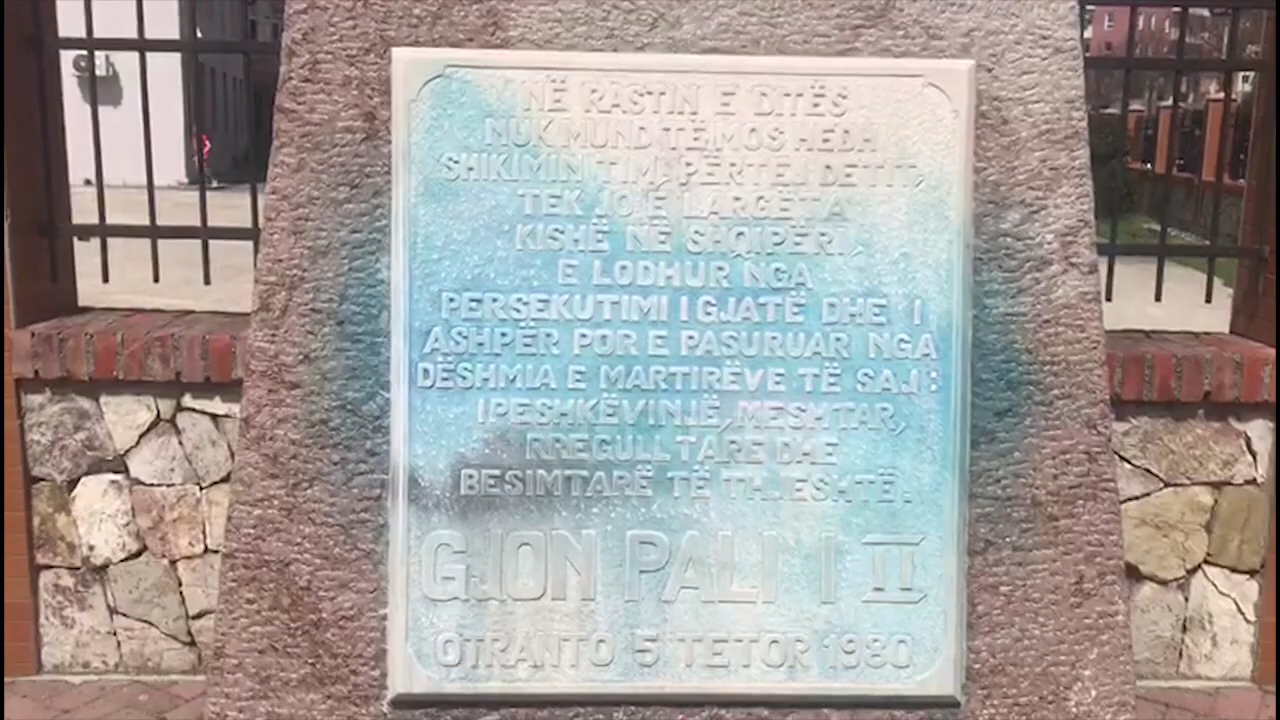 NË RASTIN E DITËS
NUK MUND TË MOS HEDH
SHIKIMIN TIM, PËRTEJ DETIT,
TEK JO E LARGËTA
KISHË NË SHQIPËRI,
E LODHUR NGA
PERSEKUTIMI I GJATË DHE I
ASHPËR POR E PASURUAR NGA
DËSHMIA E MARTIRËVE TË SAJ:
IPESHKËVINJË, MESHTAR,
RREGULLTARË DHE
BESIMTARË TË THJESHTË.
GJON PALI I II
OTRANTO 5 TETOR 1980